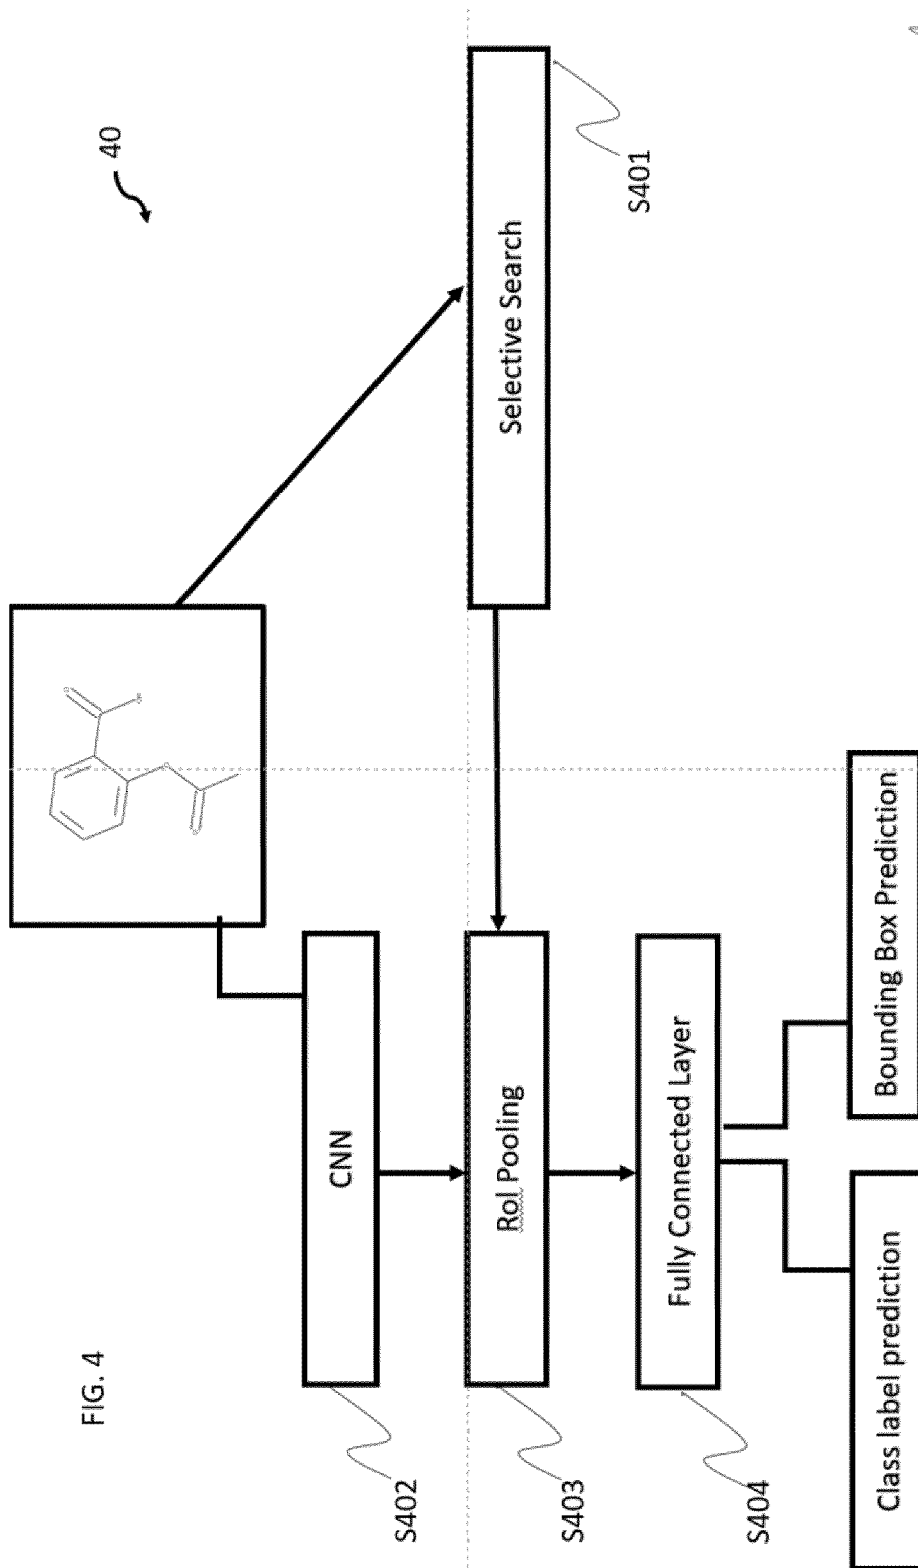 FIG. 4
40
CNN
S402
RoI Pooling
Selective Search
S403
S401
Fully Connected Layer
S404
Class label prediction
Bounding Box Prediction